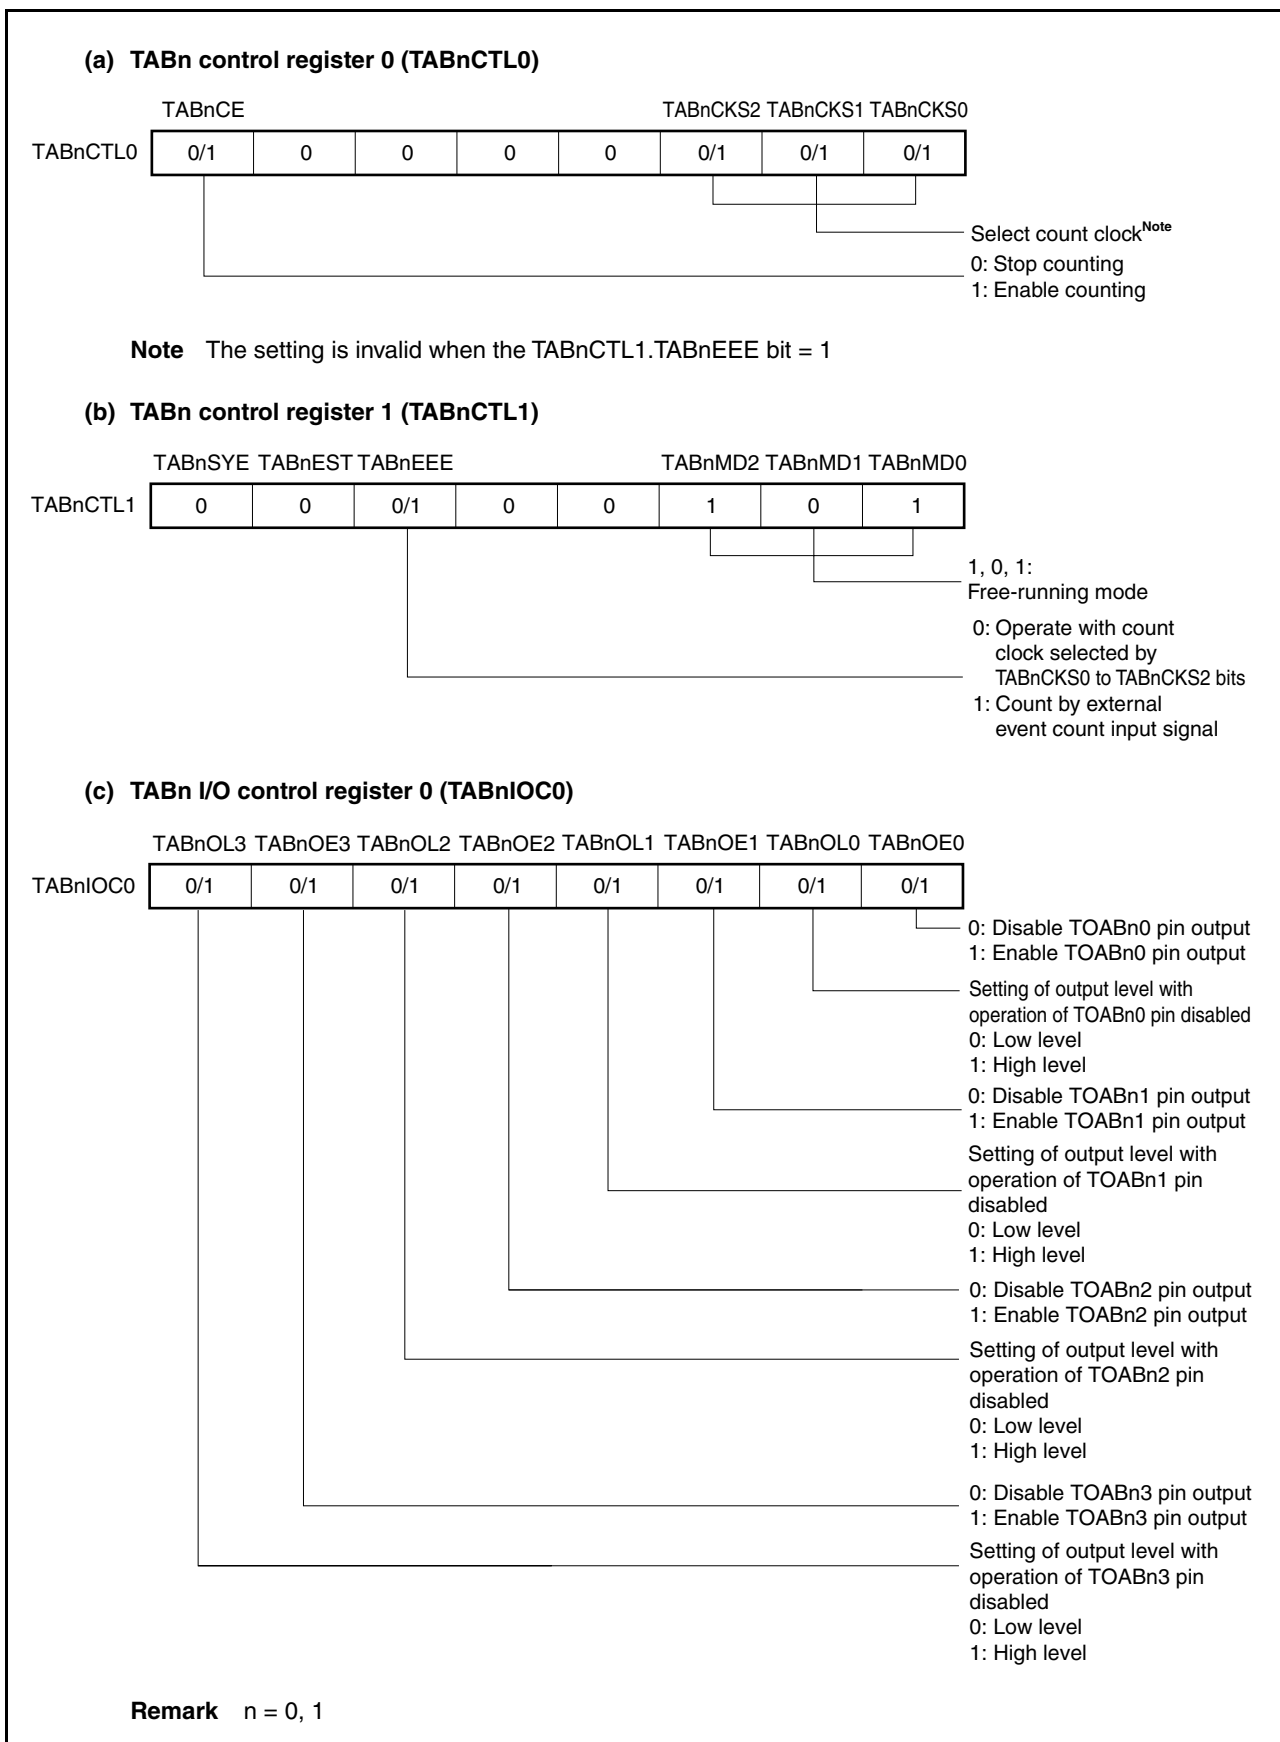 (a) TABn control register 0 (TABnCTL0)
TABnCE TABnCKS2 TABnCKS1 TABnCKS0
TABnCTL0 0/1 0 0 0 0 0/1 0/1 0/1
Select count clockNote
0: Stop counting
1: Enable counting
Note The setting is invalid when the TABnCTL1.TABnEEE bit = 1
(b) TABn control register 1 (TABnCTL1)
TABnSYE TABnEST TABnEEE TABnMD2 TABnMD1 TABnMD0
TABnCTL1 0 0 0/1 0 0 1 0 1
1, 0, 1:
Free-running mode
0: Operate with count
clock selected by
TABnCKS0 to TABnCKS2 bits
1: Count by external
event count input signal
(c) TABn I/O control register 0 (TABnIOC0)
TABnOL3 TABnOE3 TABnOL2 TABnOE2 TABnOL1 TABnOE1 TABnOL0 TABnOE0
TABnIOC0 0/1 0/1 0/1 0/1 0/1 0/1 0/1 0/1
0: Disable TOABn0 pin output
1: Enable TOABn0 pin output
Setting of output level with
operation of TOABn0 pin disabled
0: Low level
1: High level
0: Disable TOABn1 pin output
1: Enable TOABn1 pin output
Setting of output level with
operation of TOABn1 pin
disabled
0: Low level
1: High level
0: Disable TOABn2 pin output
1: Enable TOABn2 pin output
Setting of output level with
operation of TOABn2 pin
disabled
0: Low level
1: High level
0: Disable TOABn3 pin output
1: Enable TOABn3 pin output
Setting of output level with
operation of TOABn3 pin
disabled
0: Low level
1: High level
Remark n = 0, 1